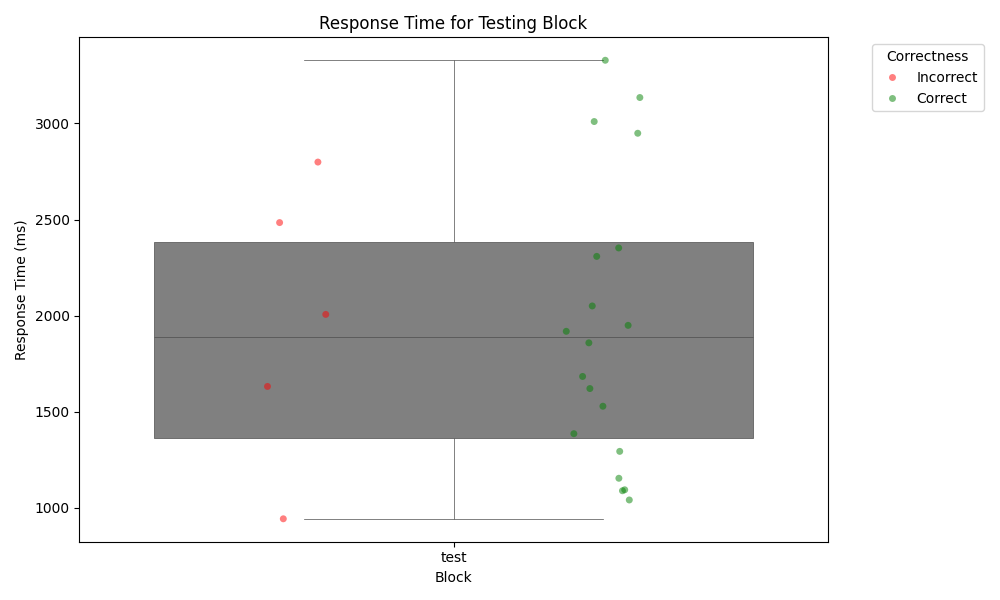 Response Time for Testing Block
Correctness
Incorrect
Correct
Response Time (ms)
3000
2500
2000
1500
1000
test
Block